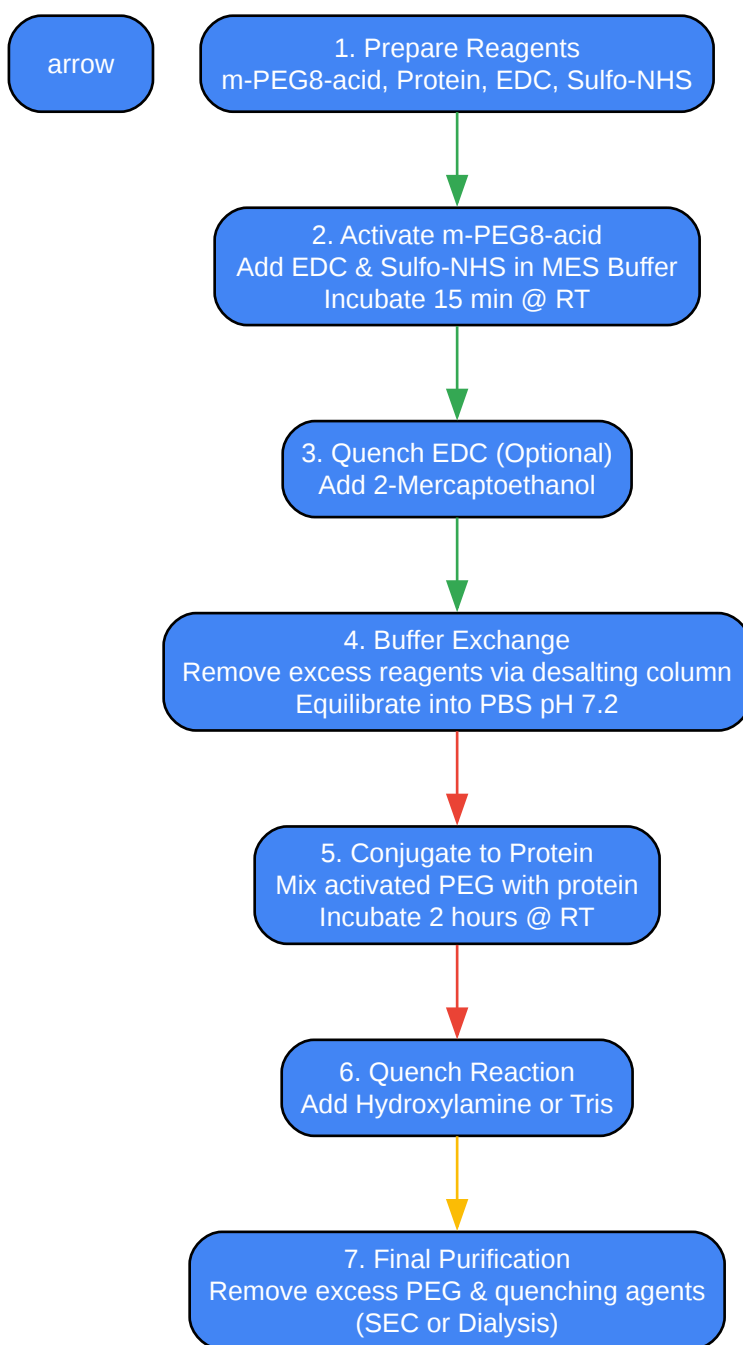 arrow
1. Prepare Reagents
m-PEG8-acid, Protein, EDC, Sulfo-NHS
2. Activate m-PEG8-acid
Add EDC & Sulfo-NHS in MES Buffer
Incubate 15 min @ RT
3. Quench EDC (Optional)
Add 2-Mercaptoethanol
4. Buffer Exchange
Remove excess reagents via desalting column
Equilibrate into PBS pH 7.2
5. Conjugate to Protein
Mix activated PEG with protein
Incubate 2 hours @ RT
6. Quench Reaction
Add Hydroxylamine or Tris
7. Final Purification
Remove excess PEG & quenching agents
(SEC or Dialysis)